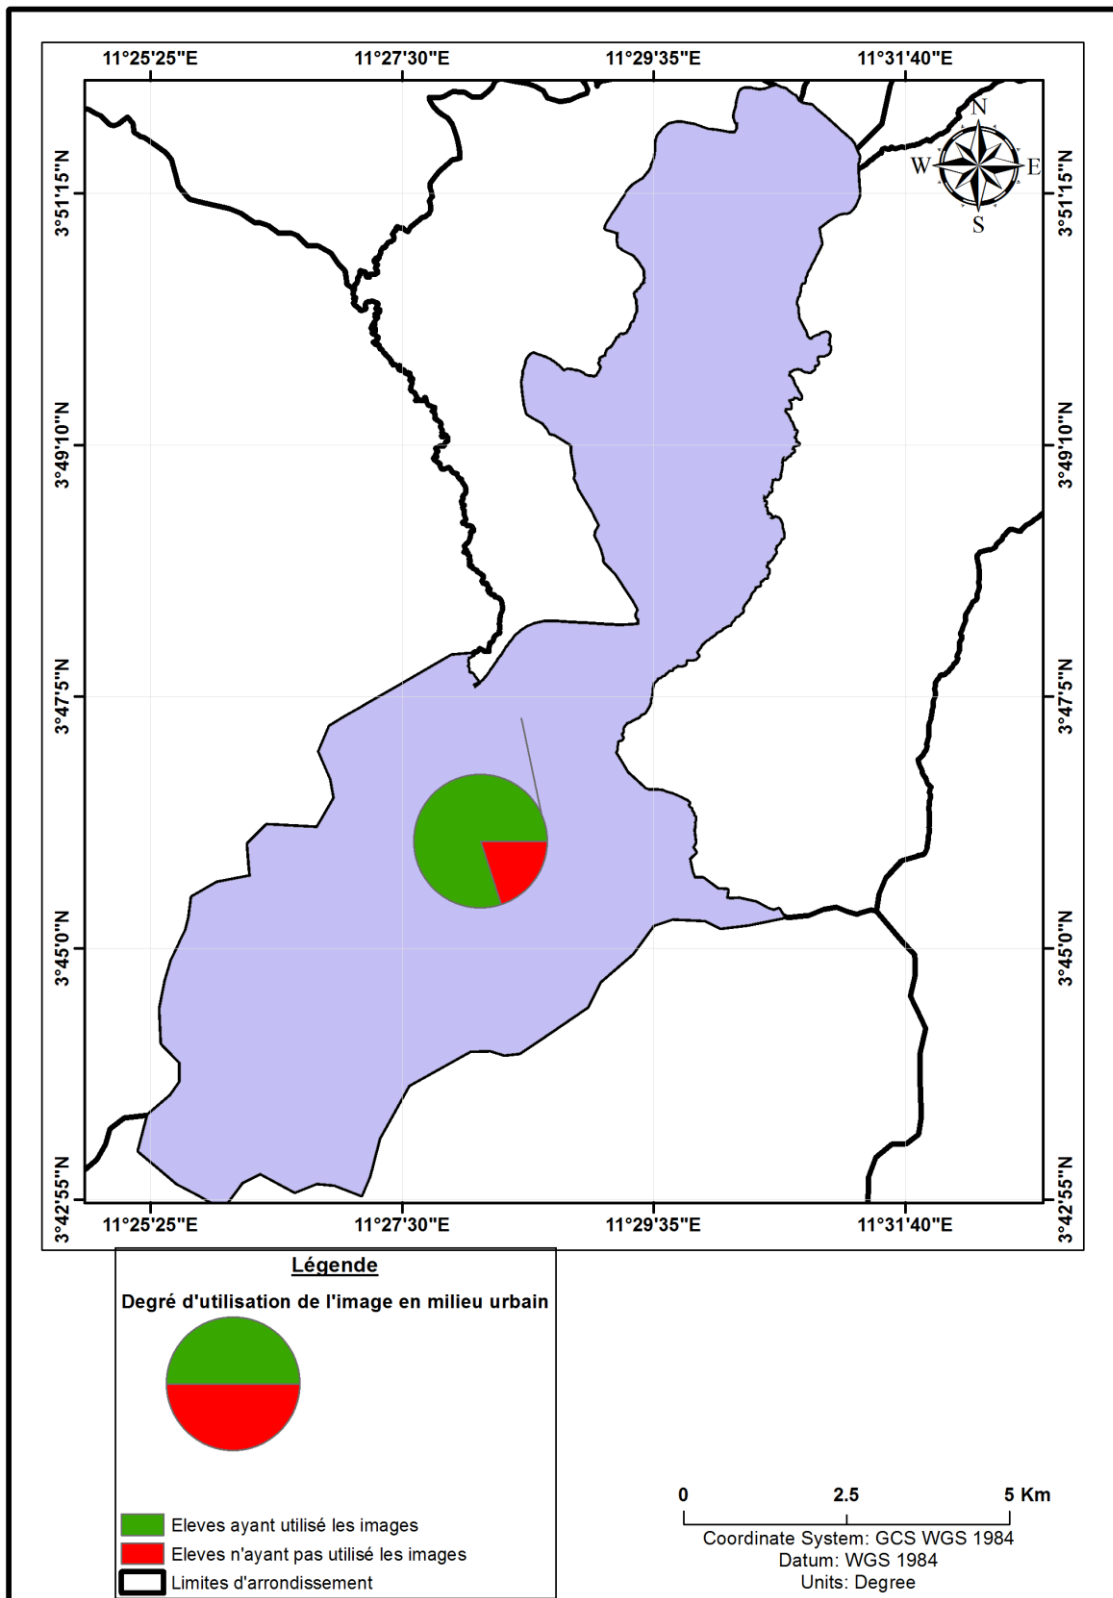 11°25'25"E 11°27'30"E 11°29'35"E 11°31'40"E
N
W E
S
3°51'15"N 3°51'15"N
3°49'10"N 3°49'10"N
3°47'5"N 3°47'5"N
3°45'0"N 3°45'0"N
3°42'55"N 3°42'55"N
11°25'25"E 11°27'30"E 11°29'35"E 11°31'40"E
Légende
Degré d'utilisation de l'image en milieu urbain
Eleves ayant utilisé les images
Eleves n'ayant pas utilisé les images
Limites d'arrondissement
0 2.5 5 Km
Coordinate System: GCS WGS 1984
Datum: WGS 1984
Units: Degree